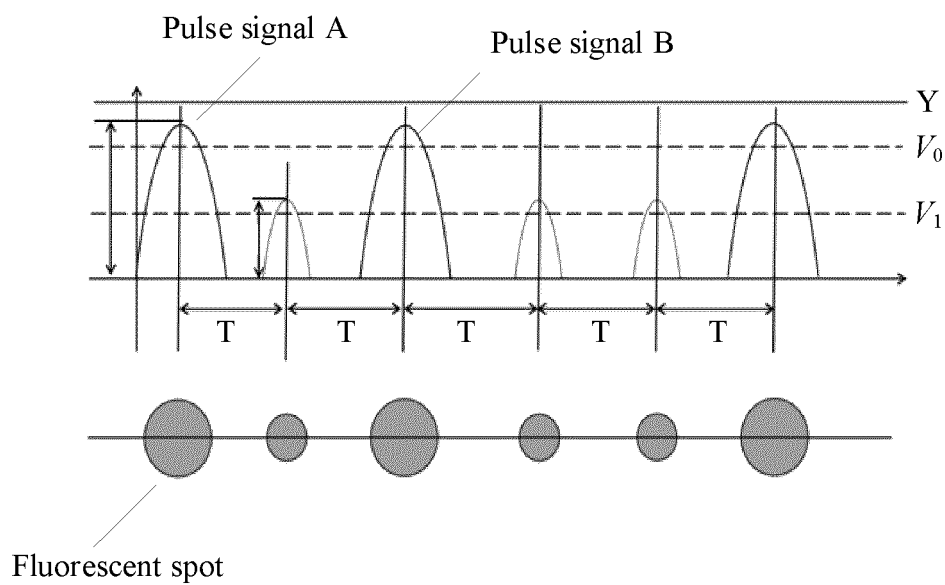 Pulse signal A
Pulse signal B
Y
V0
V1
T T T T T
Fluorescent spot